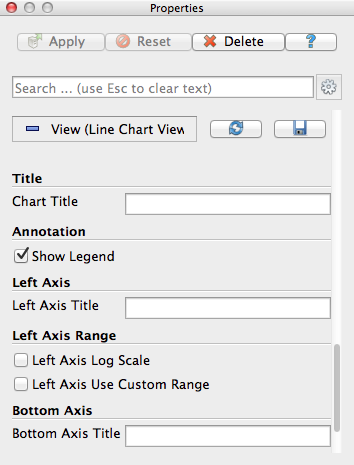 Properties
Apply Reset Delete ?
Search ... (use Esc to clear text)
View (Line Chart View
Title
Chart Title
Annotation
Show Legend
Left Axis
Left Axis Title
Left Axis Range
Left Axis Log Scale
Left Axis Use Custom Range
Bottom Axis
Bottom Axis Title